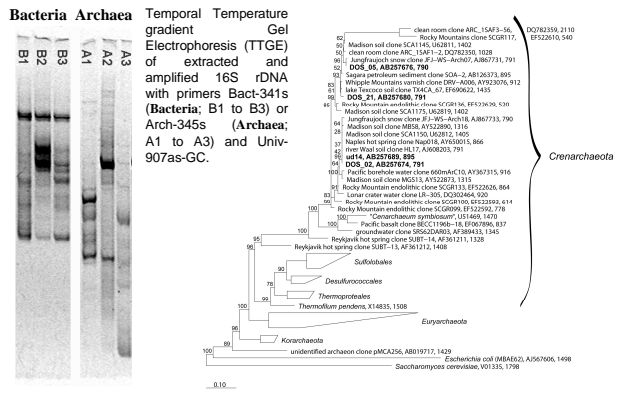 Bacteria Archaea
B1 B2 B3 A1 A2 A3
Temporal Temperature
gradient Gel
Electrophoresis (TTGE)
of extracted and
amplified 16S rDNA
with primers Bact-341s
(Bacteria; B1 to B3) or
Arch-345s (Archaea;
A1 to A3) and Univ-
907as-GC.
clean room clone ARC_1SAF3-56, DQ782359, 2110
Rocky Mountains clone SCGR117, EF522610, 540
Madison soil clone SCA1145, U62811, 1402
clean room clone ARC_1SAF1-2, DQ782350, 1028
Jungfraujoch snow clone JFJ-WS-Arch07, AJ867731, 791
DOS_05, AB257676, 790
Sagara petroleum sediment clone SOA-2, AB126373, 895
Whipple Mountains varnish clone DRV-A006, AY923076, 912
lake Texcoco soil clone TX4CA_67, EF690622, 1435
DOS_21, AB257680, 791
Rocky Mountain endolithic clone SCGR136, EF522629, 520
Madison soil clone SCA1175, U62819, 1402
Jungfraujoch snow clone JFJ-WS-Arch18, AJ867733, 790
Madison soil clone MB58, AY522890, 1316
Madison soil clone SCA1150, U62814, 1405
Naples hot spring clone Nap018, AY650015, 866
river Waal soil clone HL17, AJ608203, 791
ud14, AB257689, 895
DOS_02, AB257674, 791
Pacific borehole water clone 660mArC10, AY367315, 916
Madison soil clone MG513, AY522873, 1315
Rocky Mountain endolithic clone SCGR133, EF522626, 864
Lonar crater water clone LR-305, DQ302464, 920
Rocky Mountain endolithic clone SCGR100, EF522593, 614
Rocky Mountain endolithic clone SCGR099, EF522592, 778
"Cenarchaeum symbiosum", U51469, 1470
Pacific basalt clone BECC1196b-18, EF067896, 837
groundwater clone SRS62DAR03, AF389433, 1345
Reykjavik hot spring clone SUBT-14, AF361211, 1328
Reykjavik hot spring clone SUBT-13, AF361212, 1408
Sulfolobales
Desulfurococcales
Thermoproteales
Thermofilum pendens, X14835, 1508
Crenarchaeota
Euryarchaeota
Korarchaeota
unidentified archaeon clone pMCA256, AB019717, 1429
Escherichia coli (MBAE62), AJ567606, 1498
Saccharomyces cerevisiae, V01335, 1798
0.10